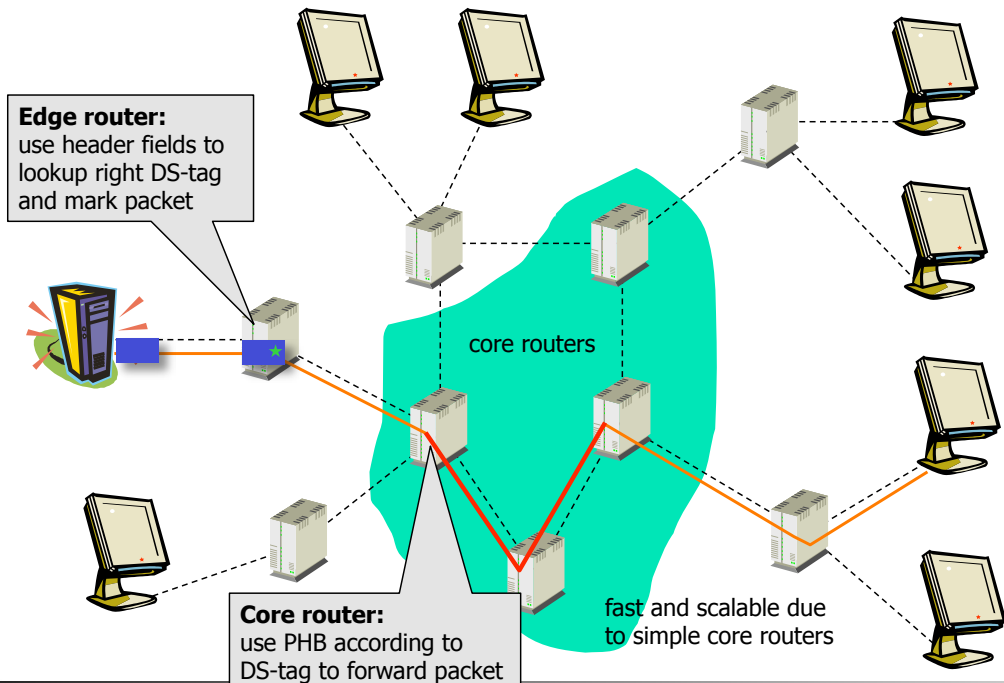 Edge router:
use header fields to
lookup right DS-tag
and mark packet
core routers
Core router:
use PHB according to
DS-tag to forward packet
fast and scalable due
to simple core routers